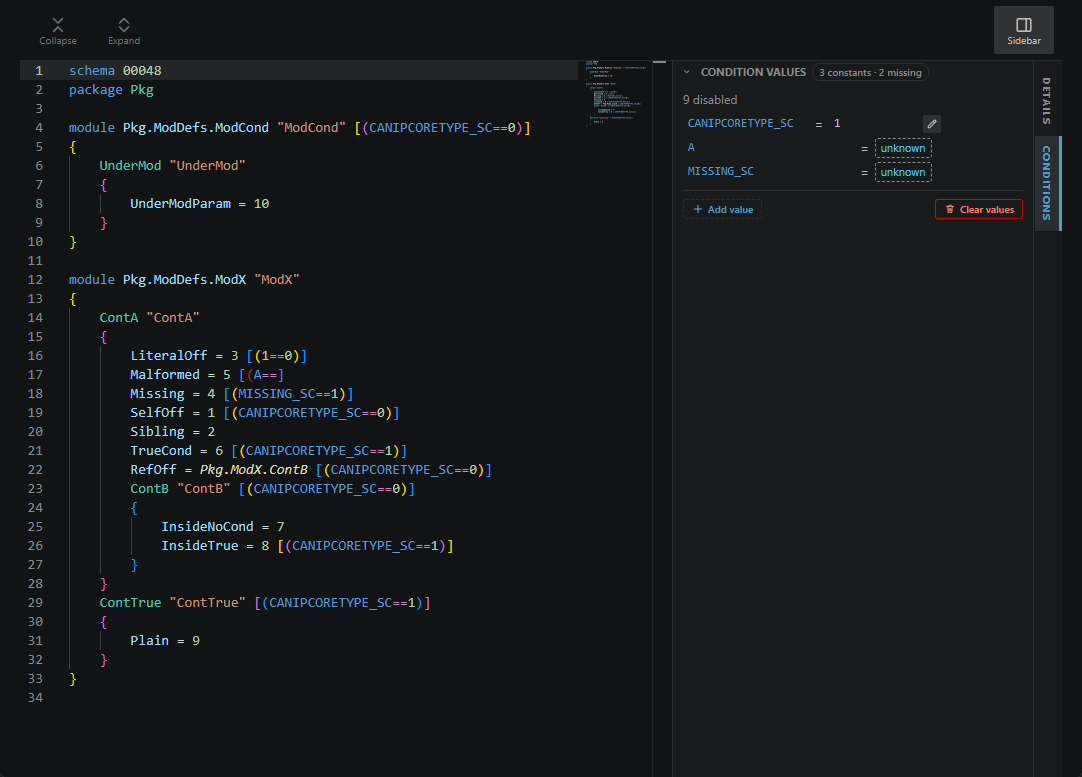 Collapse
Expand
Sidebar
1 schema 00048
2 package Pkg
3
4 module Pkg.ModDefs.ModCond "ModCond" [(CANIPCORETYPE_SC==0)]
5 {
6 UnderMod "UnderMod"
7 {
8 UnderModParam = 10
9 }
10 }
11
12 module Pkg.ModDefs.ModX "ModX"
13 {
14 ContA "ContA"
15 {
16 LiteralOff = 3 [(1==0)]
17 Malformed = 5 [(A==]
18 Missing = 4 [(MISSING_SC==1)]
19 SelfOff = 1 [(CANIPCORETYPE_SC==0)]
20 Sibling = 2
21 TrueCond = 6 [(CANIPCORETYPE_SC==1)]
22 RefOff = Pkg.ModX.ContB [(CANIPCORETYPE_SC==0)]
23 ContB "ContB" [(CANIPCORETYPE_SC==0)]
24 {
25 InsideNoCond = 7
26 InsideTrue = 8 [(CANIPCORETYPE_SC==1)]
27 }
28 }
29 ContTrue "ContTrue" [(CANIPCORETYPE_SC==1)]
30 {
31 Plain = 9
32 }
33 }
34
CONDITION VALUES 3 constants · 2 missing
9 disabled
CANIPCORETYPE_SC = 1
A = unknown
MISSING_SC = unknown
+ Add value
Clear values
DETAILS
CONDITIONS